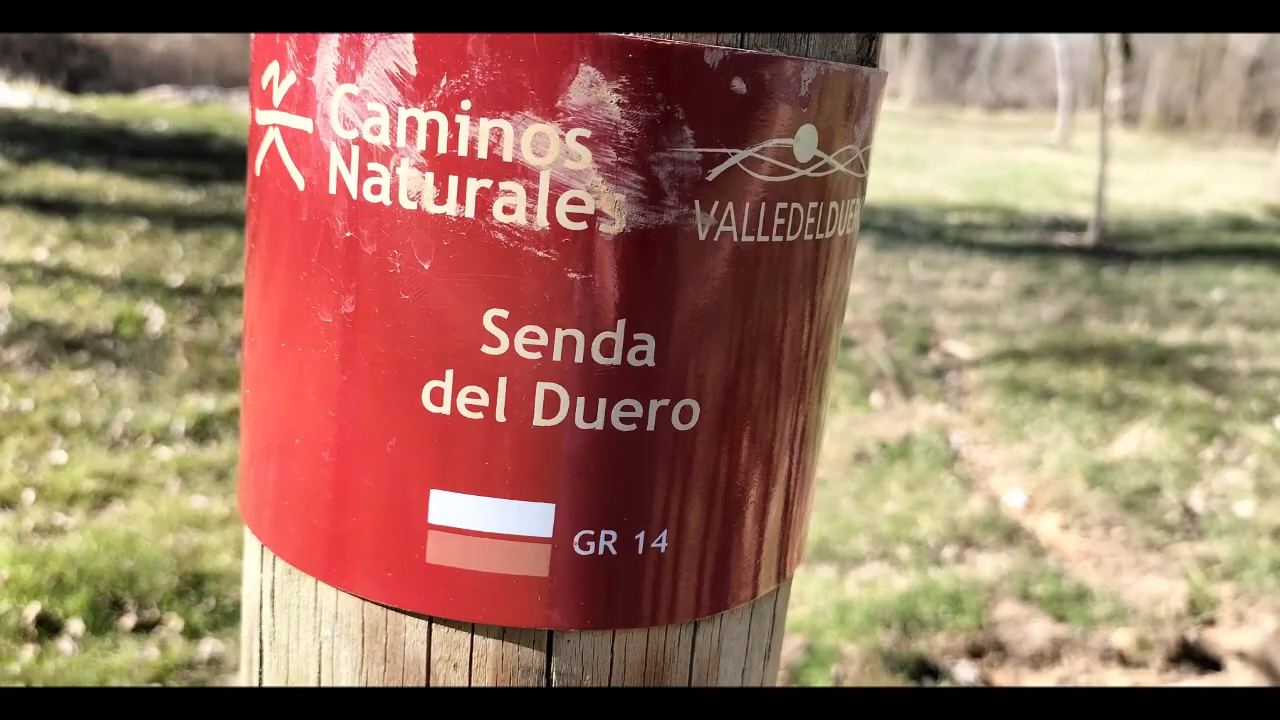 Caminos
Naturales
VALLEDELDUERO
Senda
del Duero
GR 14